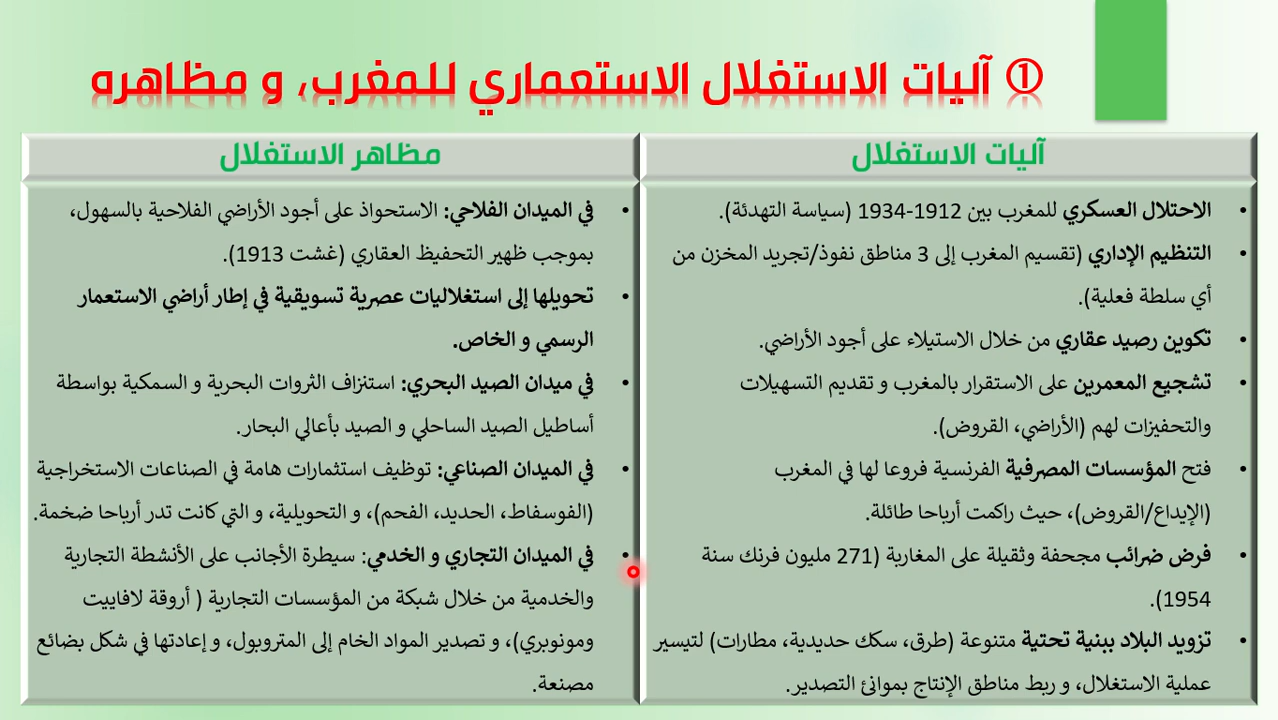 ① آليات الاستغلال الاستعماري للمغرب، و مظاهره
آليات الاستغلال
• الاحتلال العسكري للمغرب بين 1912-1934 (سياسة التهدئة).
• التنظيم الإداري (تقسيم المغرب إلى 3 مناطق نفوذ/تجريد المخزن من
أي سلطة فعلية).
• تكوين رصيد عقاري من خلال الاستيلاء على أجود الأراضي.
• تشجيع المعمرين على الاستقرار بالمغرب و تقديم التسهيلات
والتحفيزات لهم (الأراضي، القروض).
• فتح المؤسسات المصرفية الفرنسية فروعا لها في المغرب
(الإيداع/القروض)، حيث راكمت أرباحا طائلة.
• فرض ضرائب مجحفة وثقيلة على المغاربة (271 مليون فرنك سنة
1954).
• تزويد البلاد ببنية تحتية متنوعة (طرق، سكك حديدية، مطارات) لتيسير
عملية الاستغلال، و ربط مناطق الإنتاج بموانئ التصدير.
مظاهر الاستغلال
• في الميدان الفلاحي: الاستحواذ على أجود الأراضي الفلاحية بالسهول،
بموجب ظهير التحفيظ العقاري (غشت 1913).
• تحويلها إلى استغلاليات عصرية تسويقية في إطار أراضي الاستعمار
الرسمي و الخاص.
• في ميدان الصيد البحري: استنزاف الثروات البحرية و السمكية بواسطة
أساطيل الصيد الساحلي و الصيد بأعالي البحار.
• في الميدان الصناعي: توظيف استثمارات هامة في الصناعات الاستخراجية
(الفوسفاط، الحديد، الفحم)، و التحويلية، و التي كانت تدر أرباحا ضخمة.
• في الميدان التجاري و الخدمي: سيطرة الأجانب على الأنشطة التجارية
والخدمية من خلال شبكة من المؤسسات التجارية ( أروقة لافاييت
ومونوبري)، و تصدير المواد الخام إلى المتروبول، و إعادتها في شكل بضائع
مصنعة.